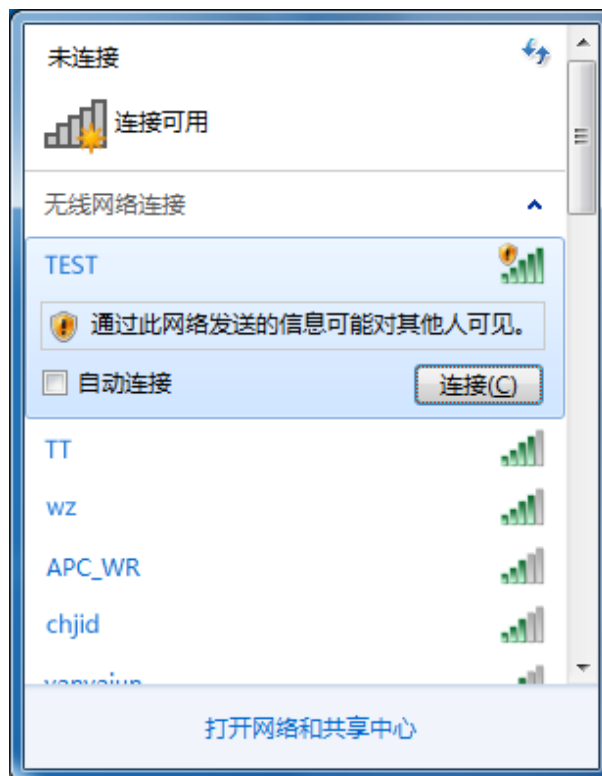 未连接
连接可用
无线网络连接
TEST
通过此网络发送的信息可能对其他人可见。
自动连接
连接(C)
TT
wz
APC_WR
chjid
打开网络和共享中心